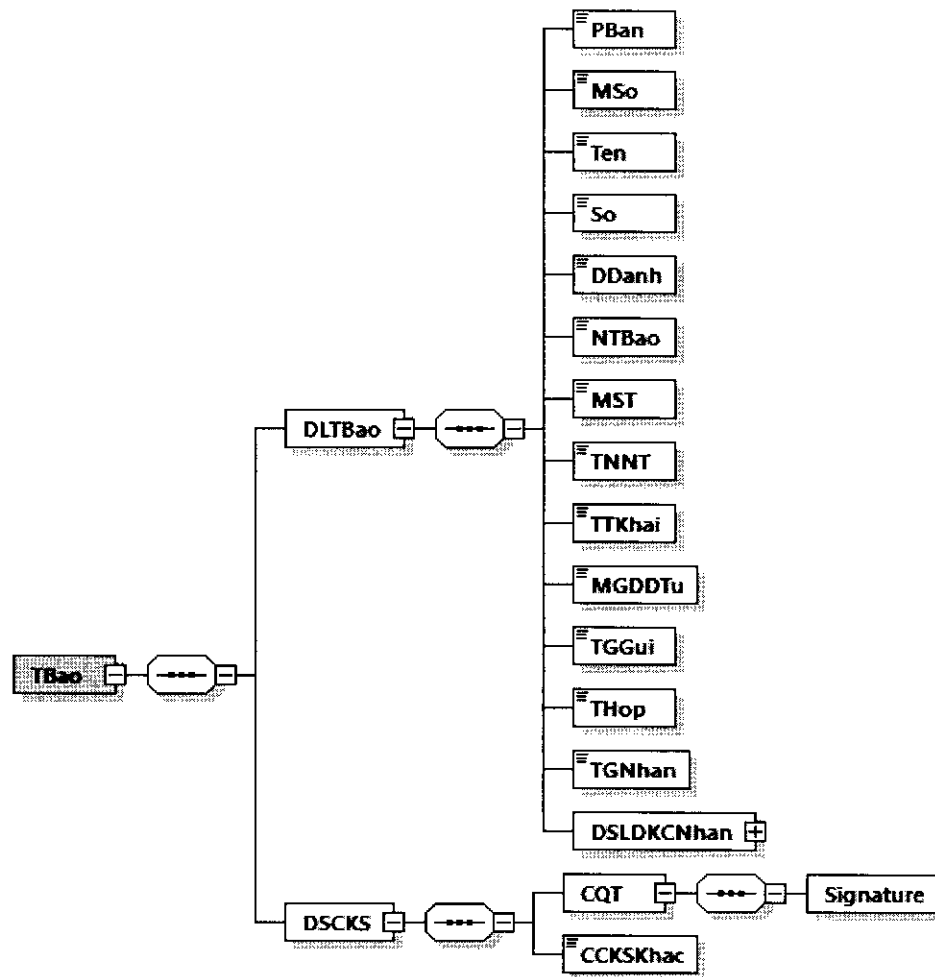 PBan
MSo
Ten
So
DDanh
NTBao
MST
TNNT
TTKhai
MGDDTu
TGGui
THop
TGNhan
DSLDKCNhan
DLTBao
TBao
CQT
Signature
DSCKS
CCKSKhac